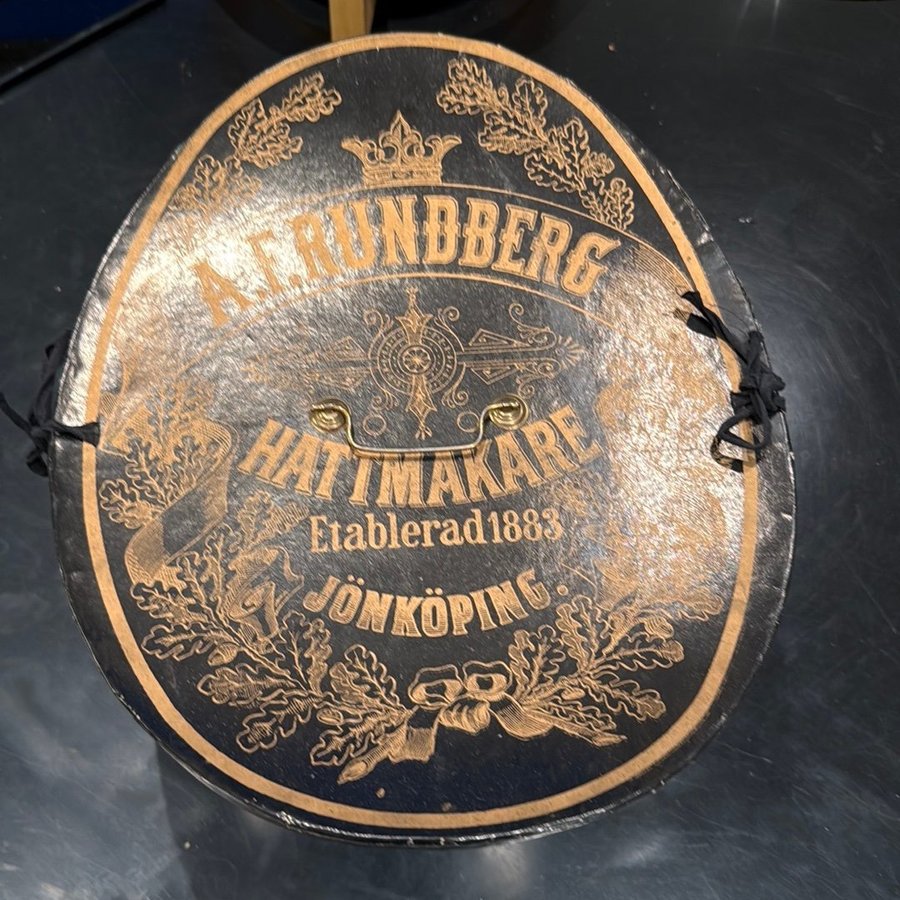 A.F.RUNDBERG
HATTMAKARE
Etablerad 1883
JÖNKÖPING.